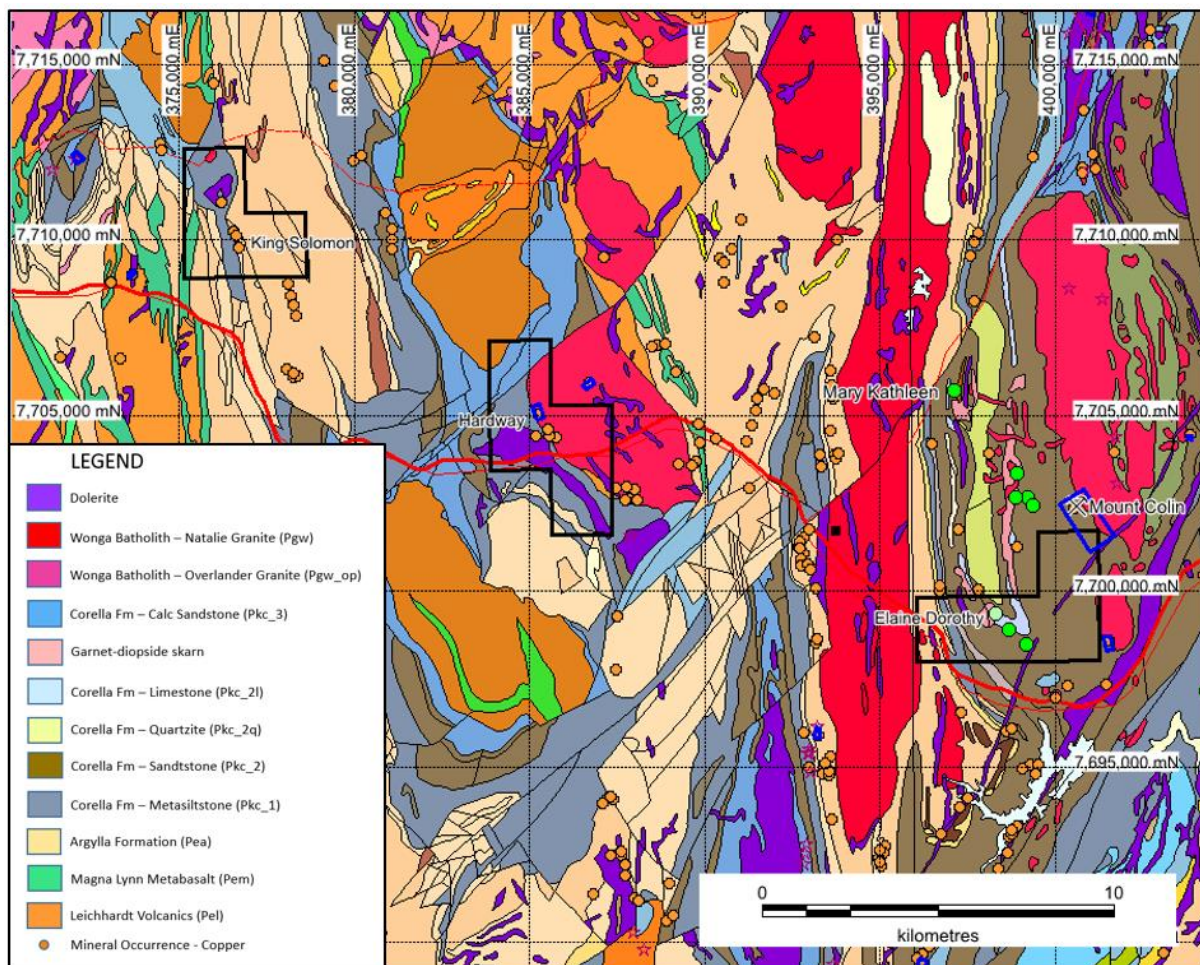 7,715,000 mN
375,000 mE
380,000 mE
385,000 mE
390,000 mE
395,000 mE
400,000 mE
7,715,000 mN
7,710,000 mN
King Solomon
7,710,000 mN
7,705,000 mN
Hardway
Mary Kathleen
7,705,000 mN
Mount Colin
7,700,000 mN
Elaine Dorothy
7,695,000 mN
LEGEND
Dolerite
Wonga Batholith – Natalie Granite (Pgw)
Wonga Batholith – Overlander Granite (Pgw_op)
Corella Fm – Calc Sandstone (Pkc_3)
Garnet-diopside skarn
Corella Fm – Limestone (Pkc_2l)
Corella Fm – Quartzite (Pkc_2q)
Corella Fm – Sandtstone (Pkc_2)
Corella Fm – Metasiltstone (Pkc_1)
Argylla Formation (Pea)
Magna Lynn Metabasalt (Pem)
Leichhardt Volcanics (Pel)
Mineral Occurrence - Copper
0 10
kilometres